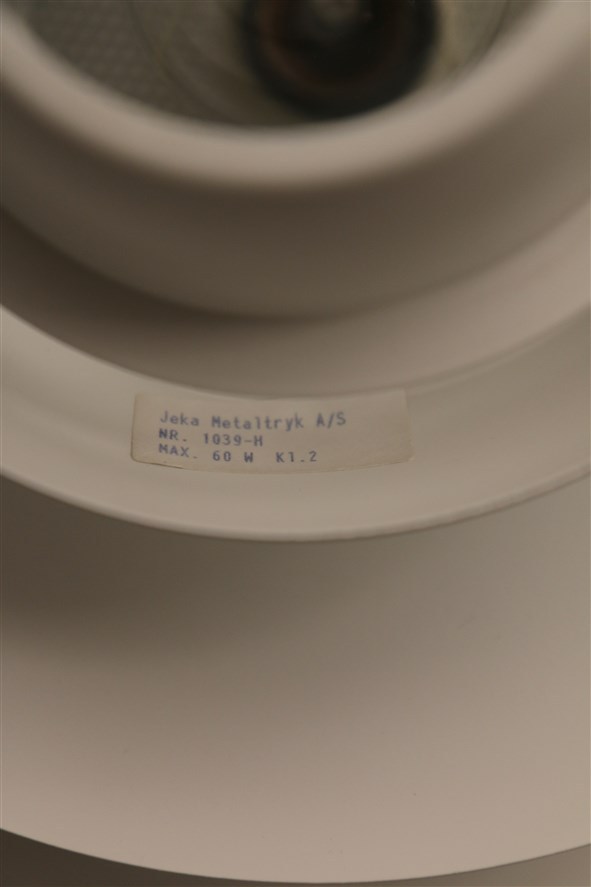 Jeka Metaltryk A/S
NR. 1039-H
MAX. 60 W Kl.2